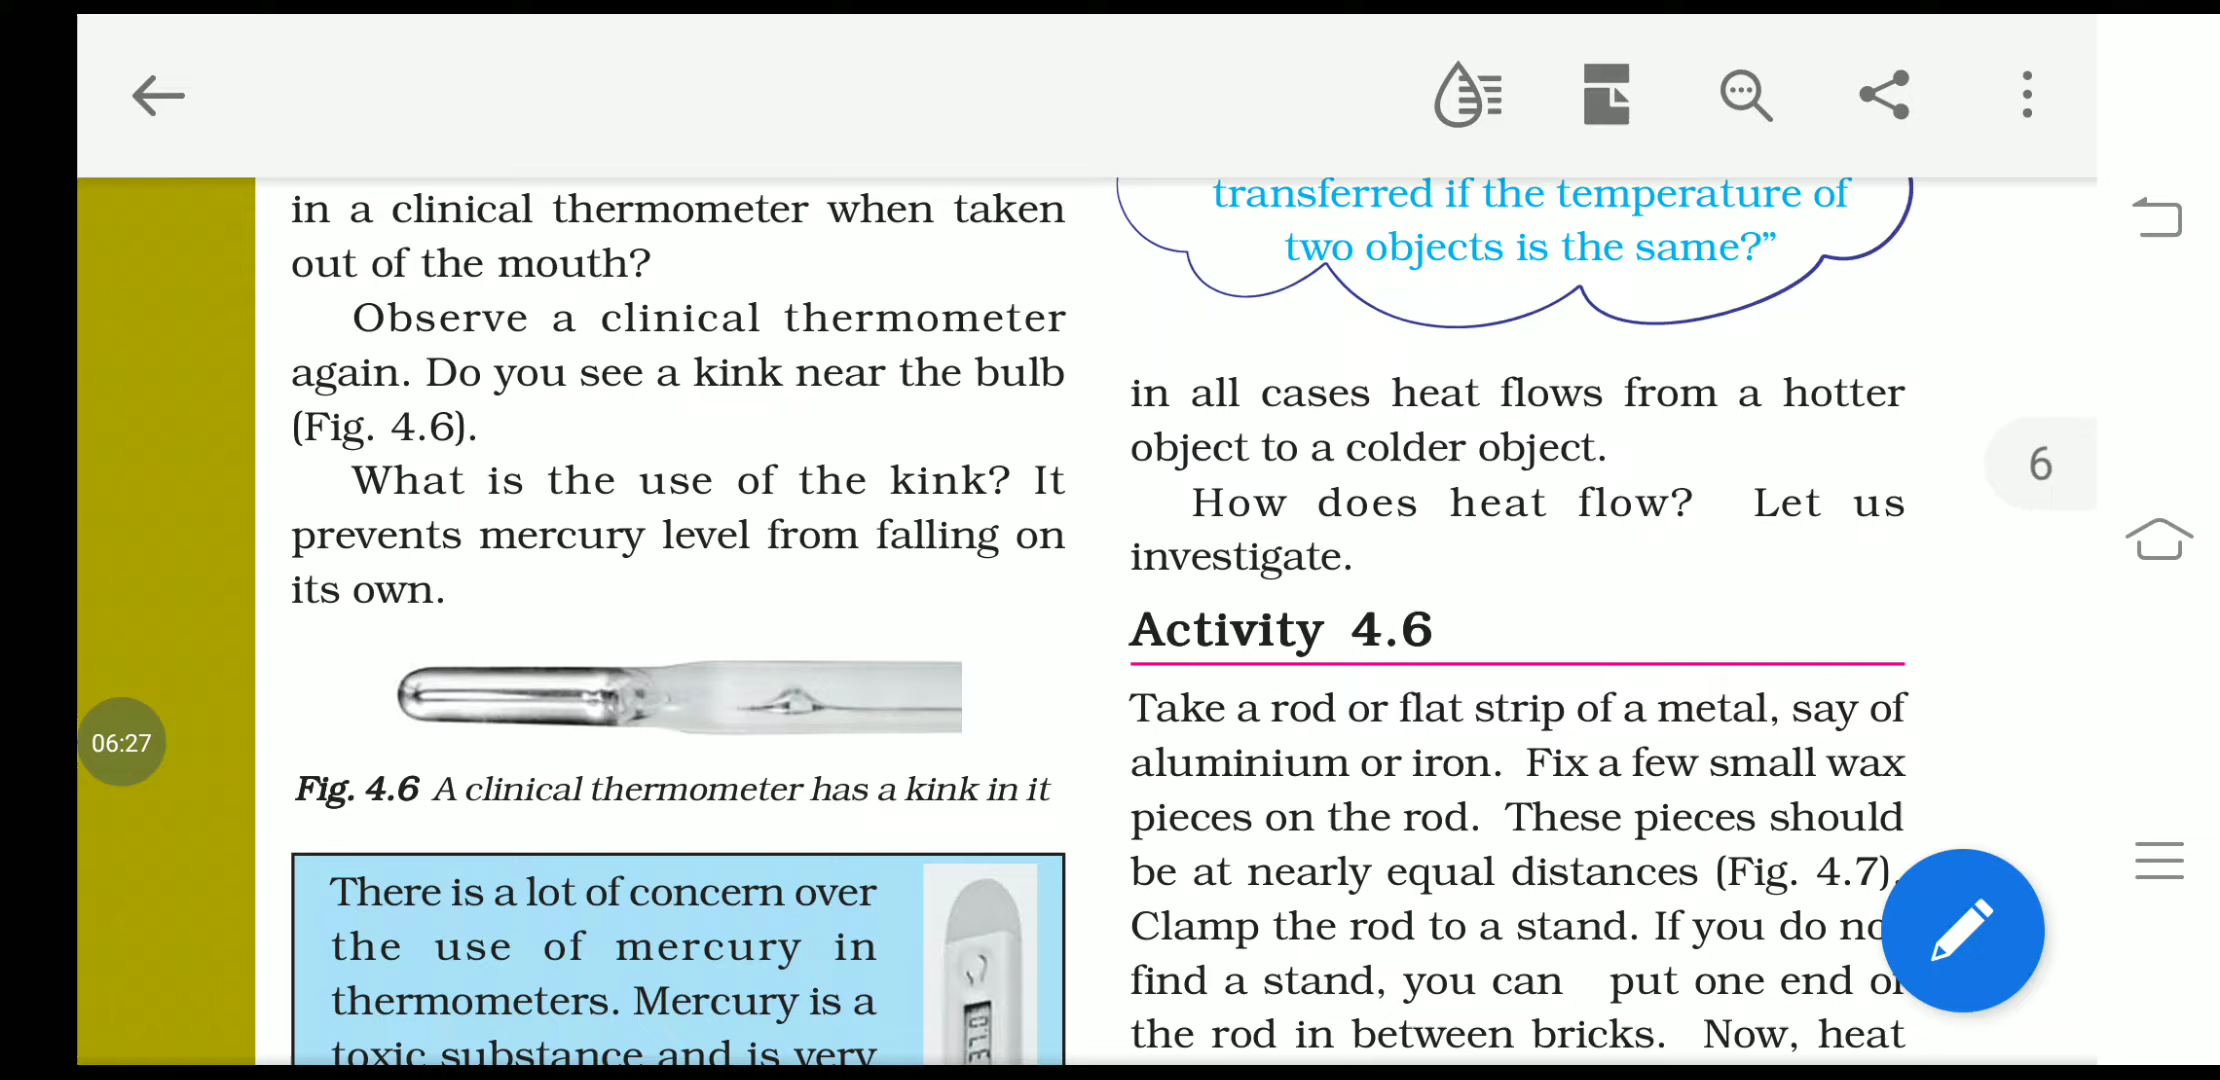 in a clinical thermometer when taken
out of the mouth?
Observe a clinical thermometer
again. Do you see a kink near the bulb
(Fig. 4.6).
What is the use of the kink? It
prevents mercury level from falling on
its own.
Fig. 4.6 A clinical thermometer has a kink in it
There is a lot of concern over
the use of mercury in
thermometers. Mercury is a
toxic substance and is very
transferred if the temperature of
two objects is the same?”
in all cases heat flows from a hotter
object to a colder object.
How does heat flow? Let us
investigate.
Activity 4.6
Take a rod or flat strip of a metal, say of
aluminium or iron. Fix a few small wax
pieces on the rod. These pieces should
be at nearly equal distances (Fig. 4.7).
Clamp the rod to a stand. If you do
find a stand, you can put one end
the rod in between bricks. Now, heat
6
06:27